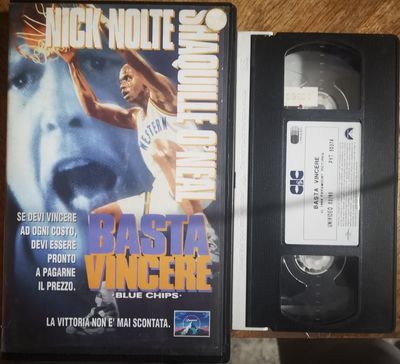 NICK NOLTE
SHAQUILLE O'NEAL
WESTERN
SE DEVI VINCERE
AD OGNI COSTO,
DEVI ESSERE
PRONTO
A PAGARNE
IL PREZZO.
BASTA
VINCERE
·BLUE CHIPS·
LA VITTORIA NON E' MAI SCONTATA.
CIC
BASTA VINCERE